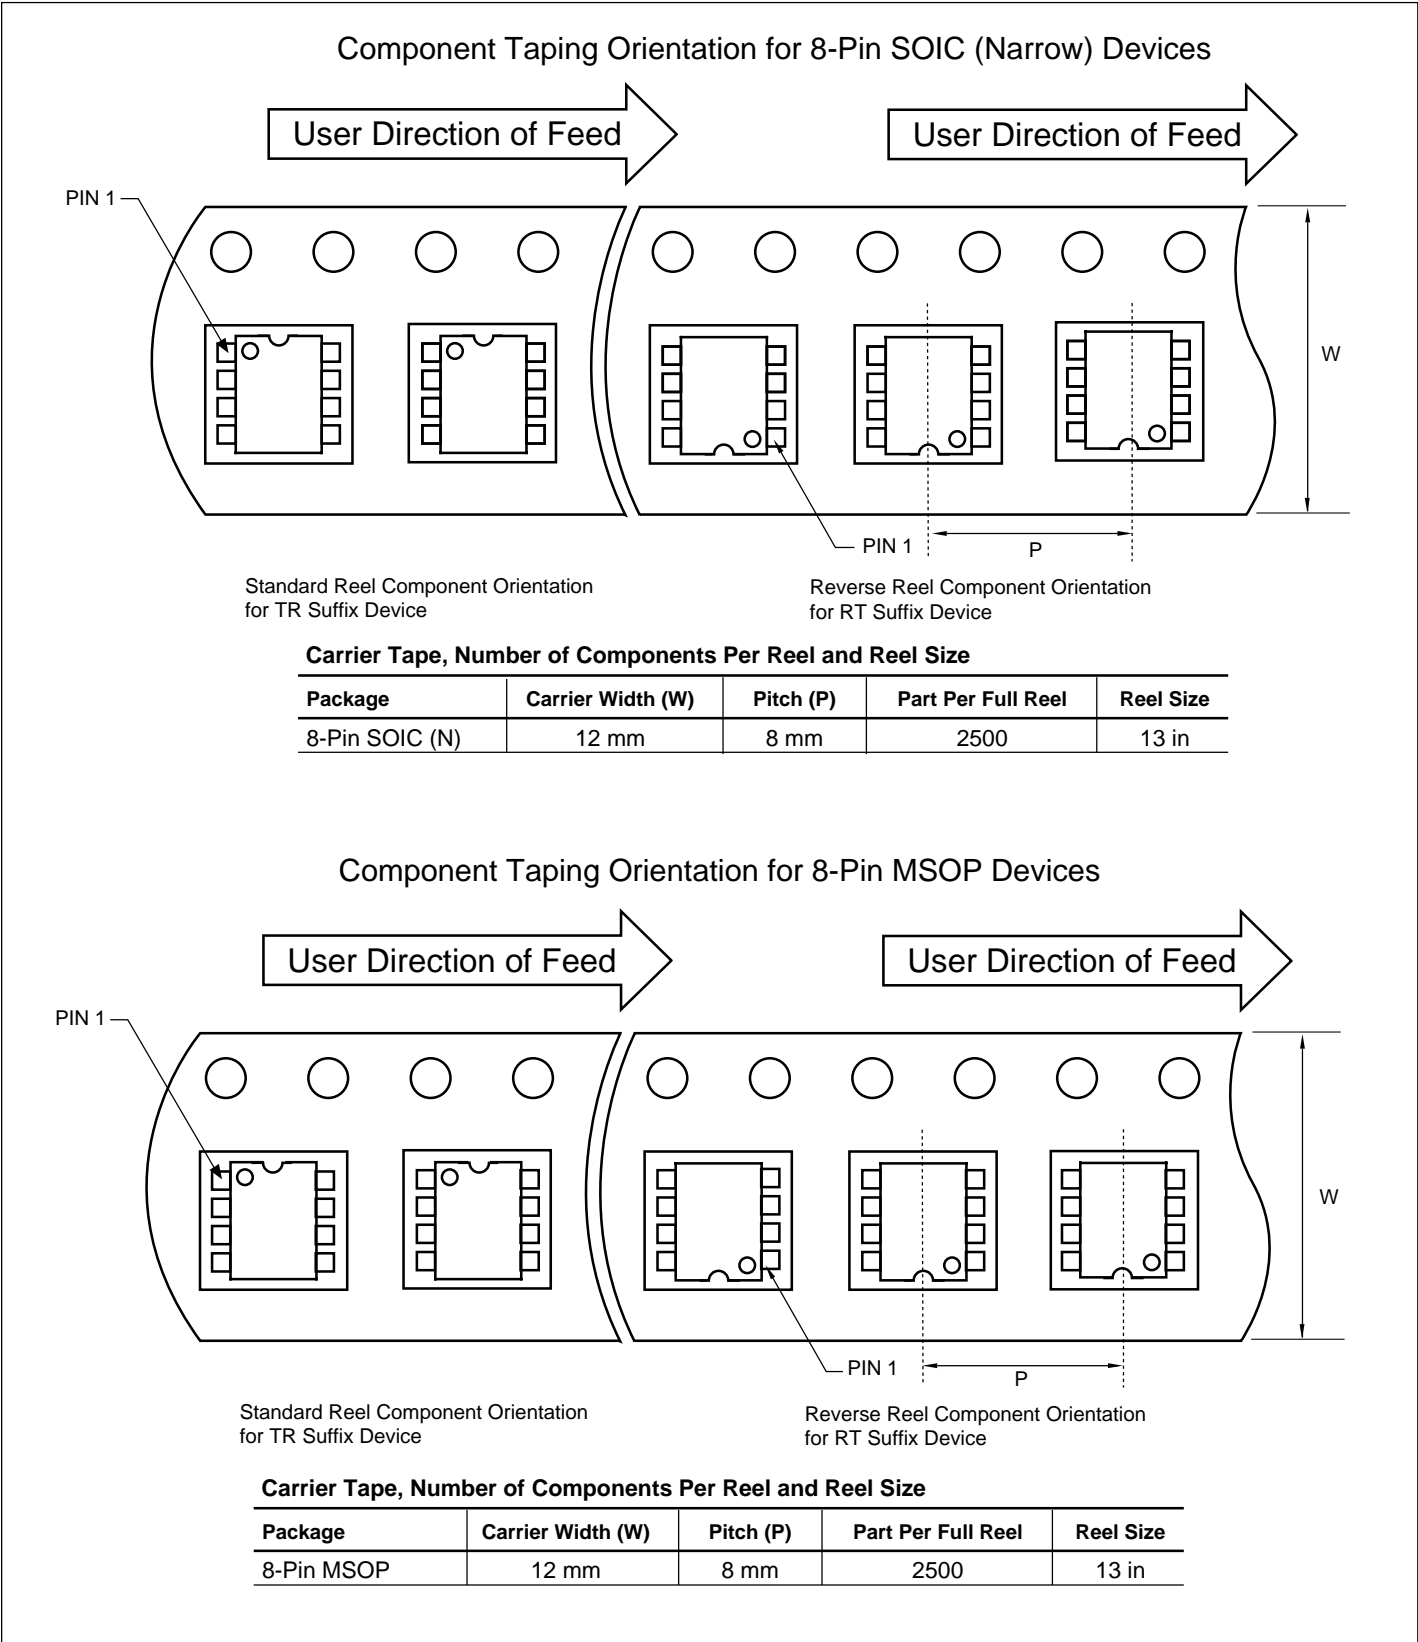 Component Taping Orientation for 8-Pin SOIC (Narrow) Devices
User Direction of Feed
User Direction of Feed
PIN 1
W
PIN 1
P
Standard Reel Component Orientation
for TR Suffix Device
Reverse Reel Component Orientation
for RT Suffix Device
Carrier Tape, Number of Components Per Reel and Reel Size
Package Carrier Width (W) Pitch (P) Part Per Full Reel Reel Size
8-Pin SOIC (N) 12 mm 8 mm 2500 13 in
Component Taping Orientation for 8-Pin MSOP Devices
User Direction of Feed
User Direction of Feed
PIN 1
W
PIN 1
P
Standard Reel Component Orientation
for TR Suffix Device
Reverse Reel Component Orientation
for RT Suffix Device
Carrier Tape, Number of Components Per Reel and Reel Size
Package Carrier Width (W) Pitch (P) Part Per Full Reel Reel Size
8-Pin MSOP 12 mm 8 mm 2500 13 in